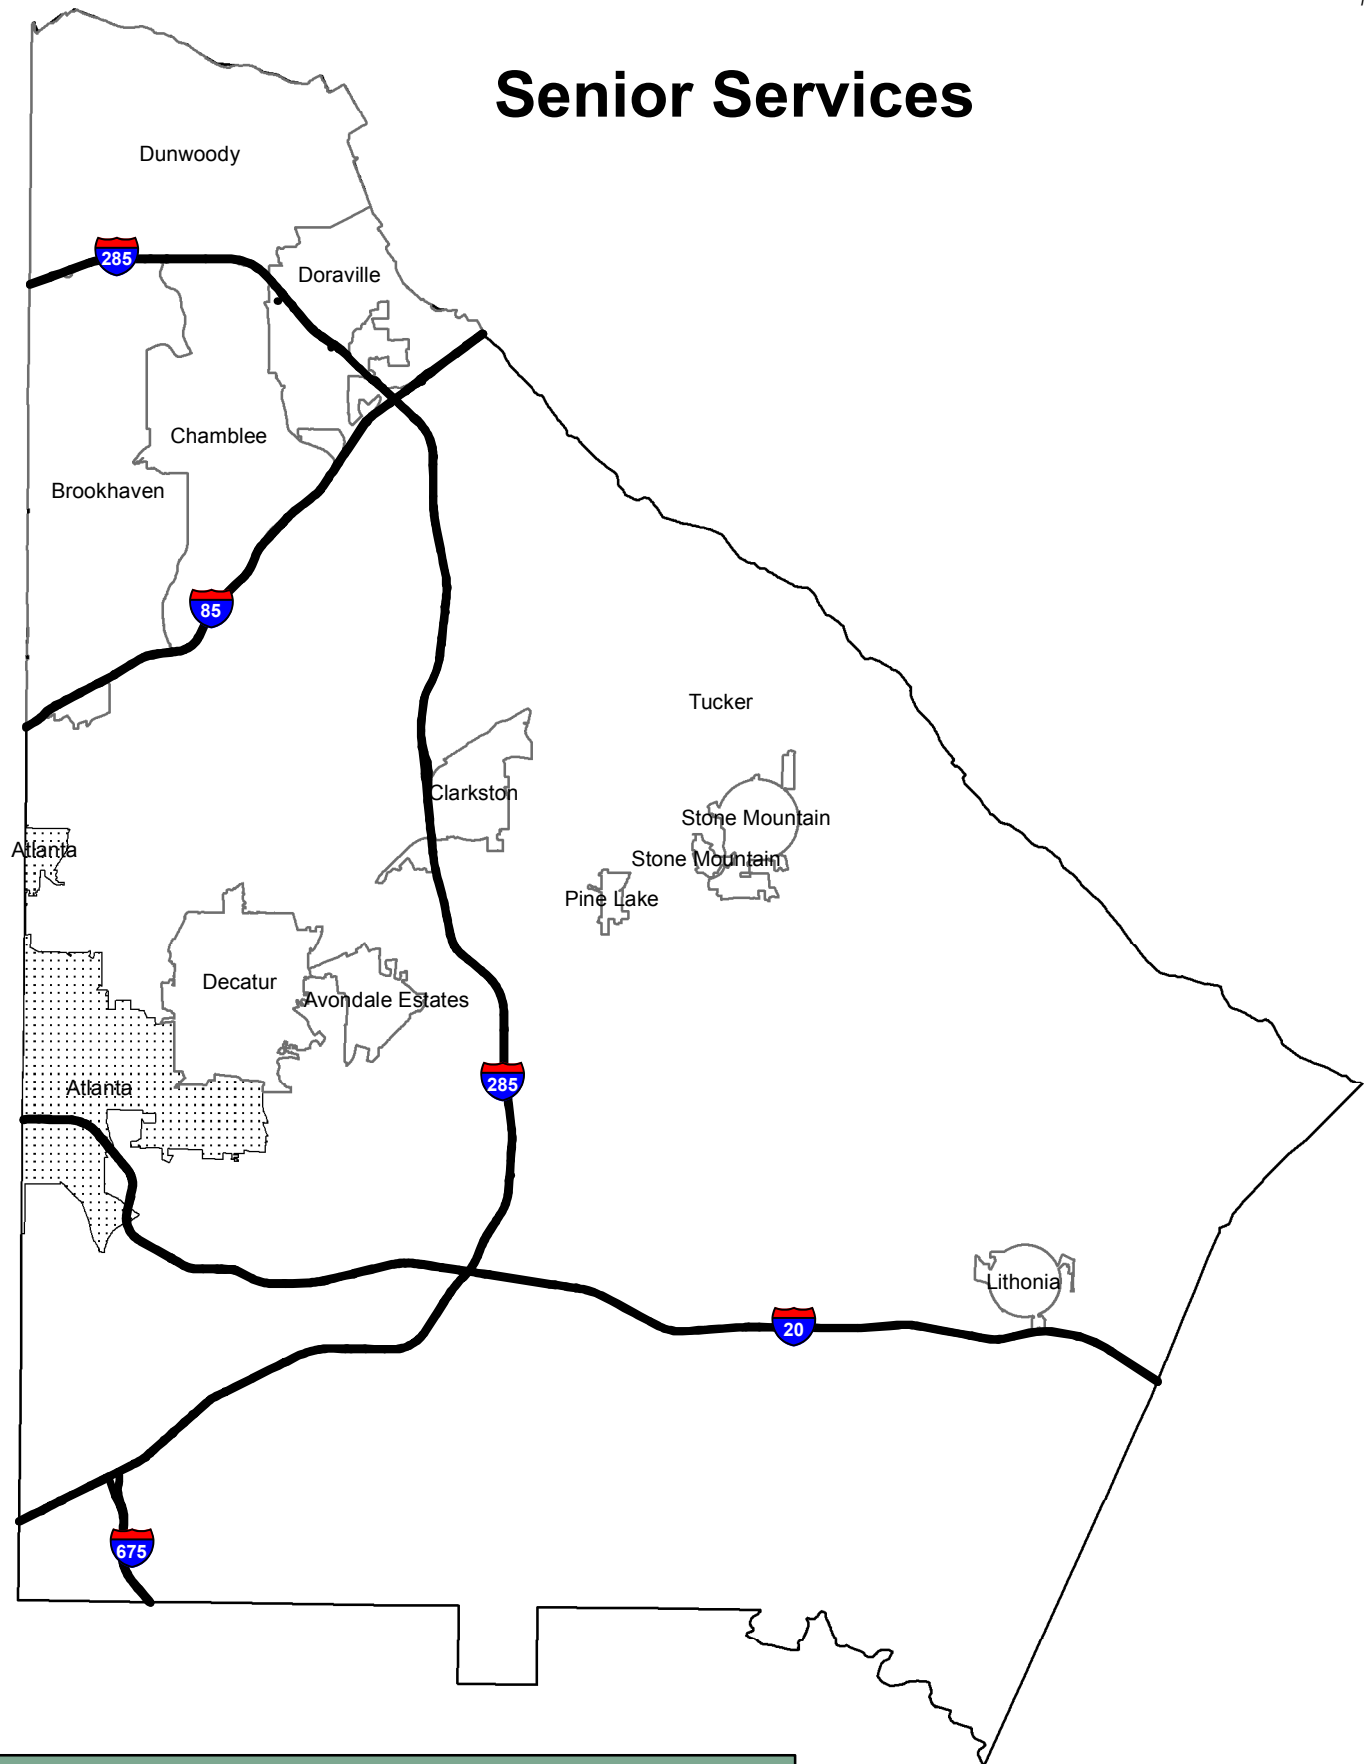 Senior Services
Dunwoody
285
Doraville
Chamblee
Brookhaven
85
Tucker
Clarkston
Stone Mountain
Atlanta
Stone Mountain
Pine Lake
Decatur
Avondale Estates
285
Atlanta
Lithonia
20
675